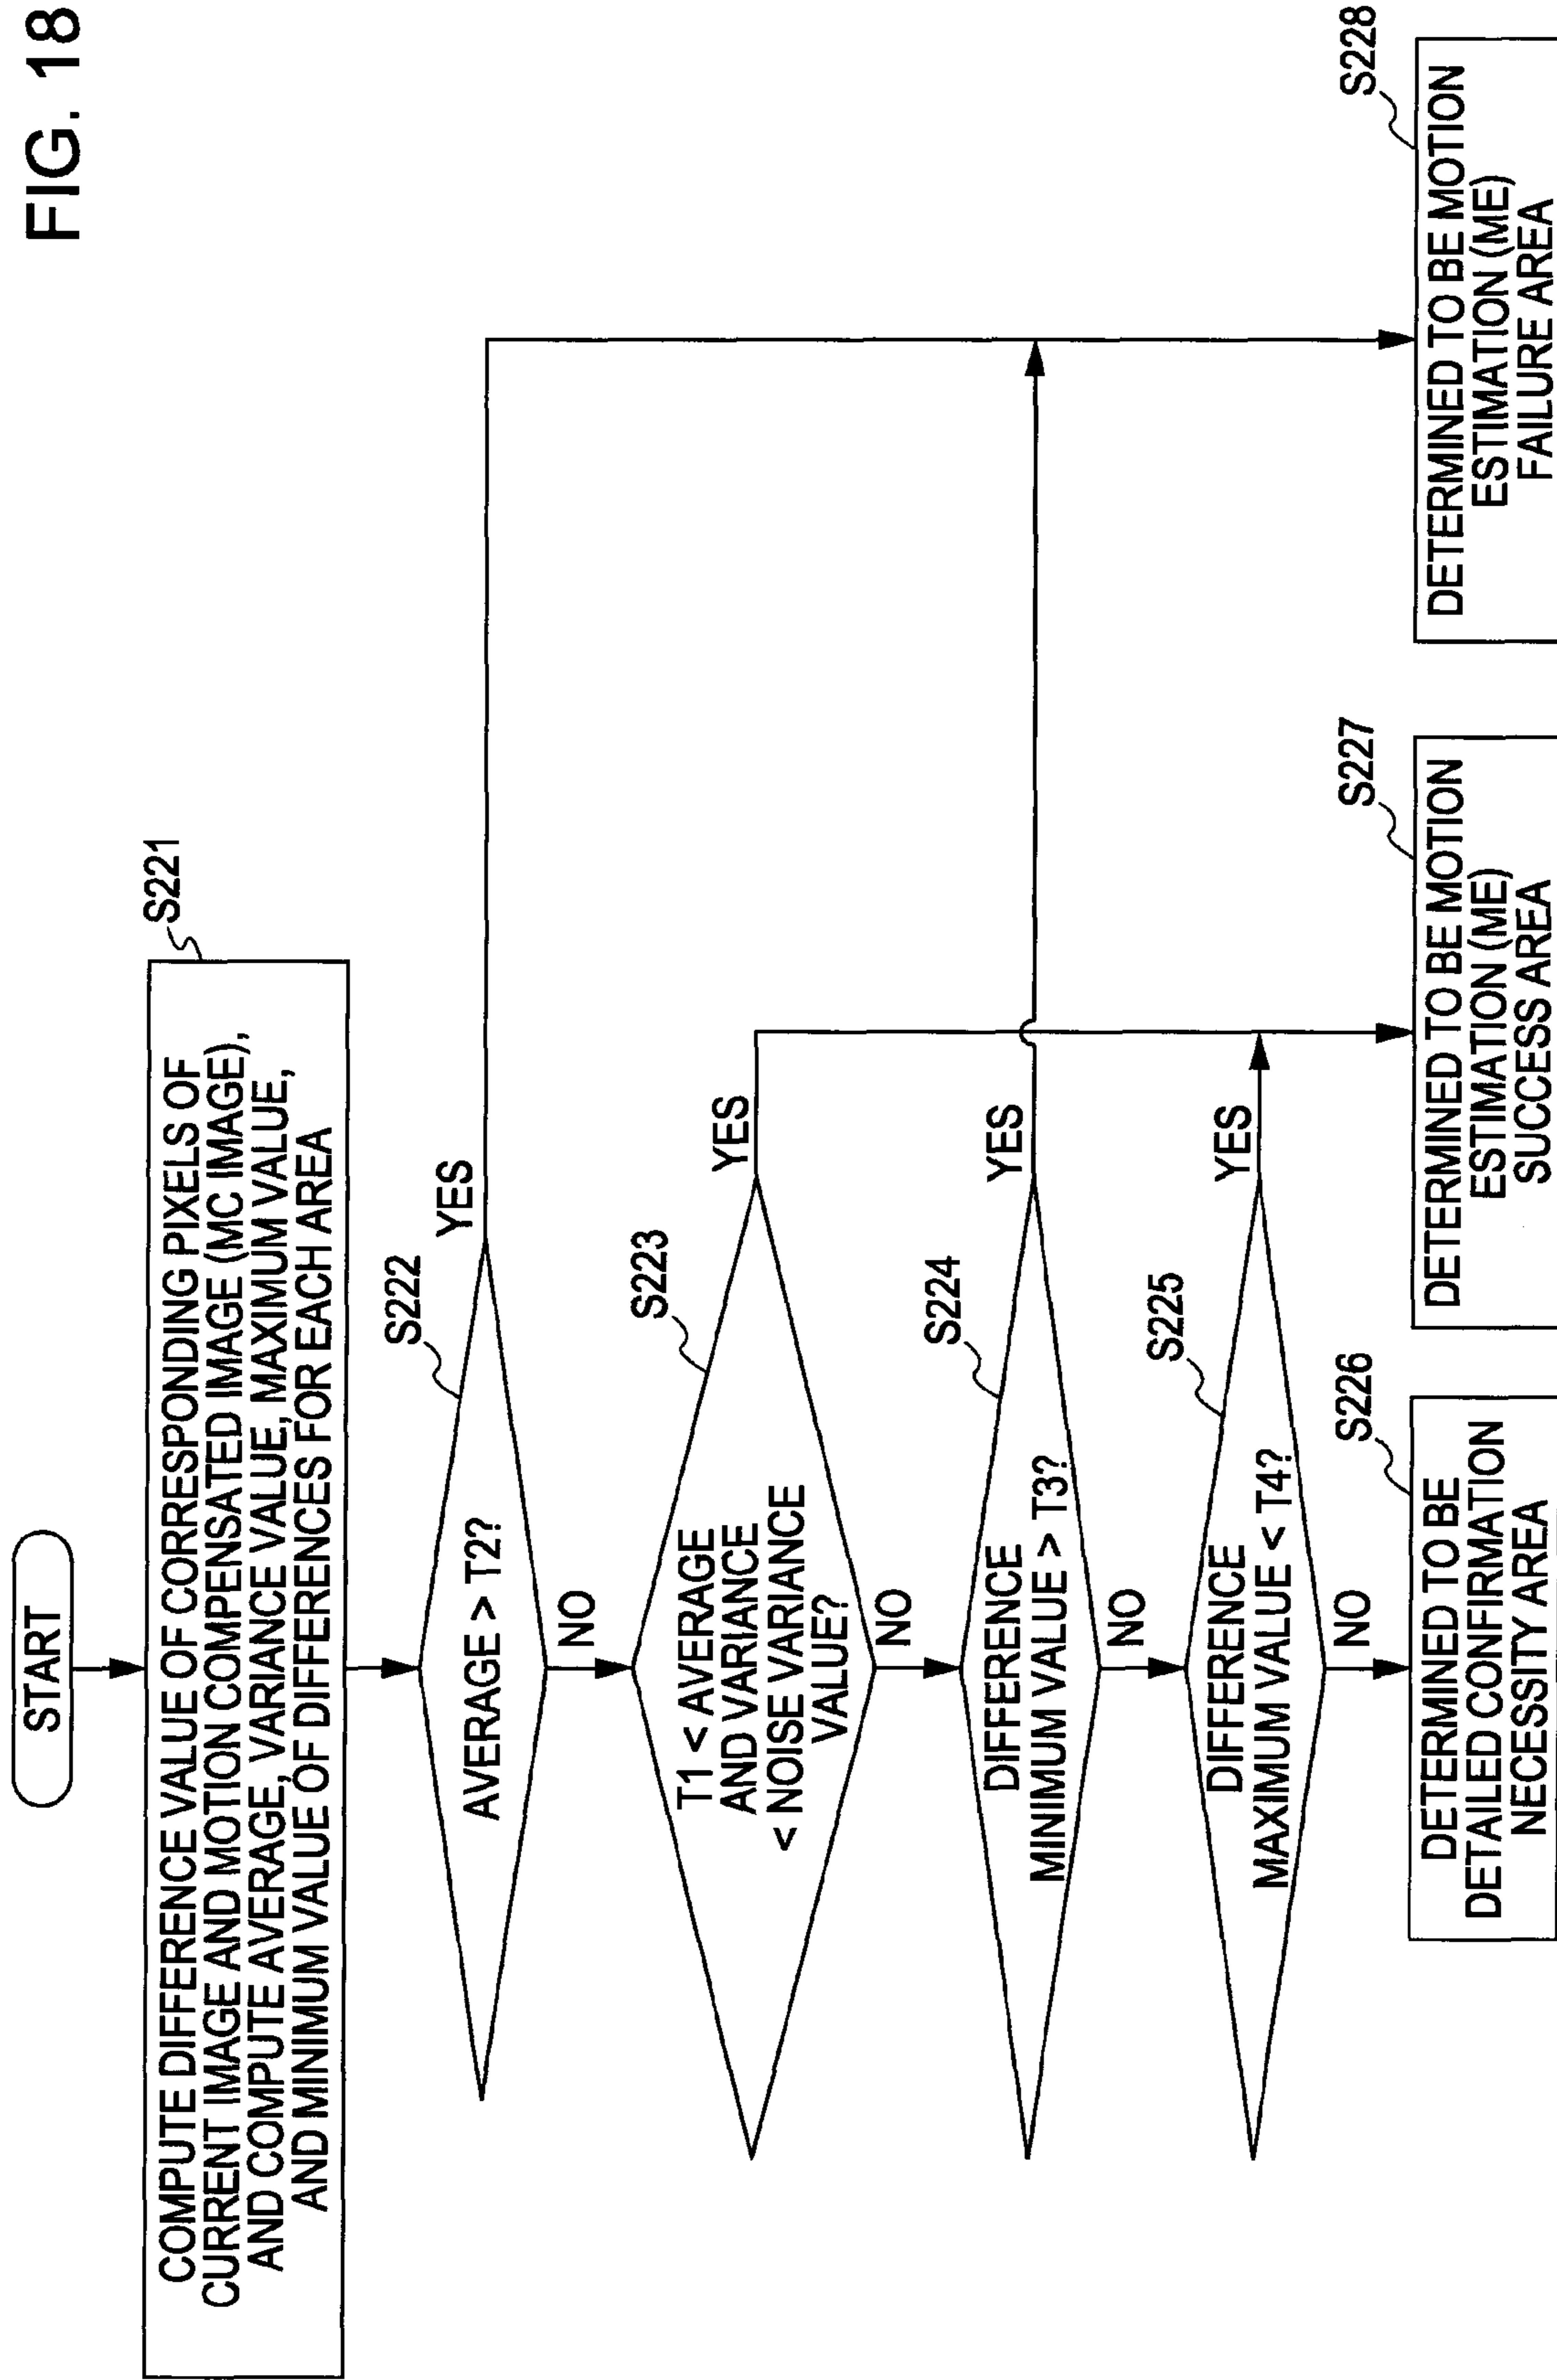 FIG. 18
START
S221
COMPUTE DIFFERENCE VALUE OF CORRESPONDING PIXELS OF
CURRENT IMAGE AND MOTION COMPENSATED IMAGE (MC IMAGE),
AND COMPUTE AVERAGE, VARIANCE VALUE, MAXIMUM VALUE,
AND MINIMUM VALUE OF DIFFERENCES FOR EACH AREA
S222
AVERAGE > T2?
YES
NO
S223
T1 < AVERAGE
AND VARIANCE
< NOISE VARIANCE
VALUE?
YES
NO
S224
DIFFERENCE
MINIMUM VALUE > T3?
YES
NO
S225
DIFFERENCE
MAXIMUM VALUE < T4?
YES
NO
S226
DETERMINED TO BE
DETAILED CONFIRMATION
NECESSITY AREA
S227
DETERMINED TO BE MOTION
ESTIMATION (ME)
SUCCESS AREA
S228
DETERMINED TO BE MOTION
ESTIMATION (ME)
FAILURE AREA